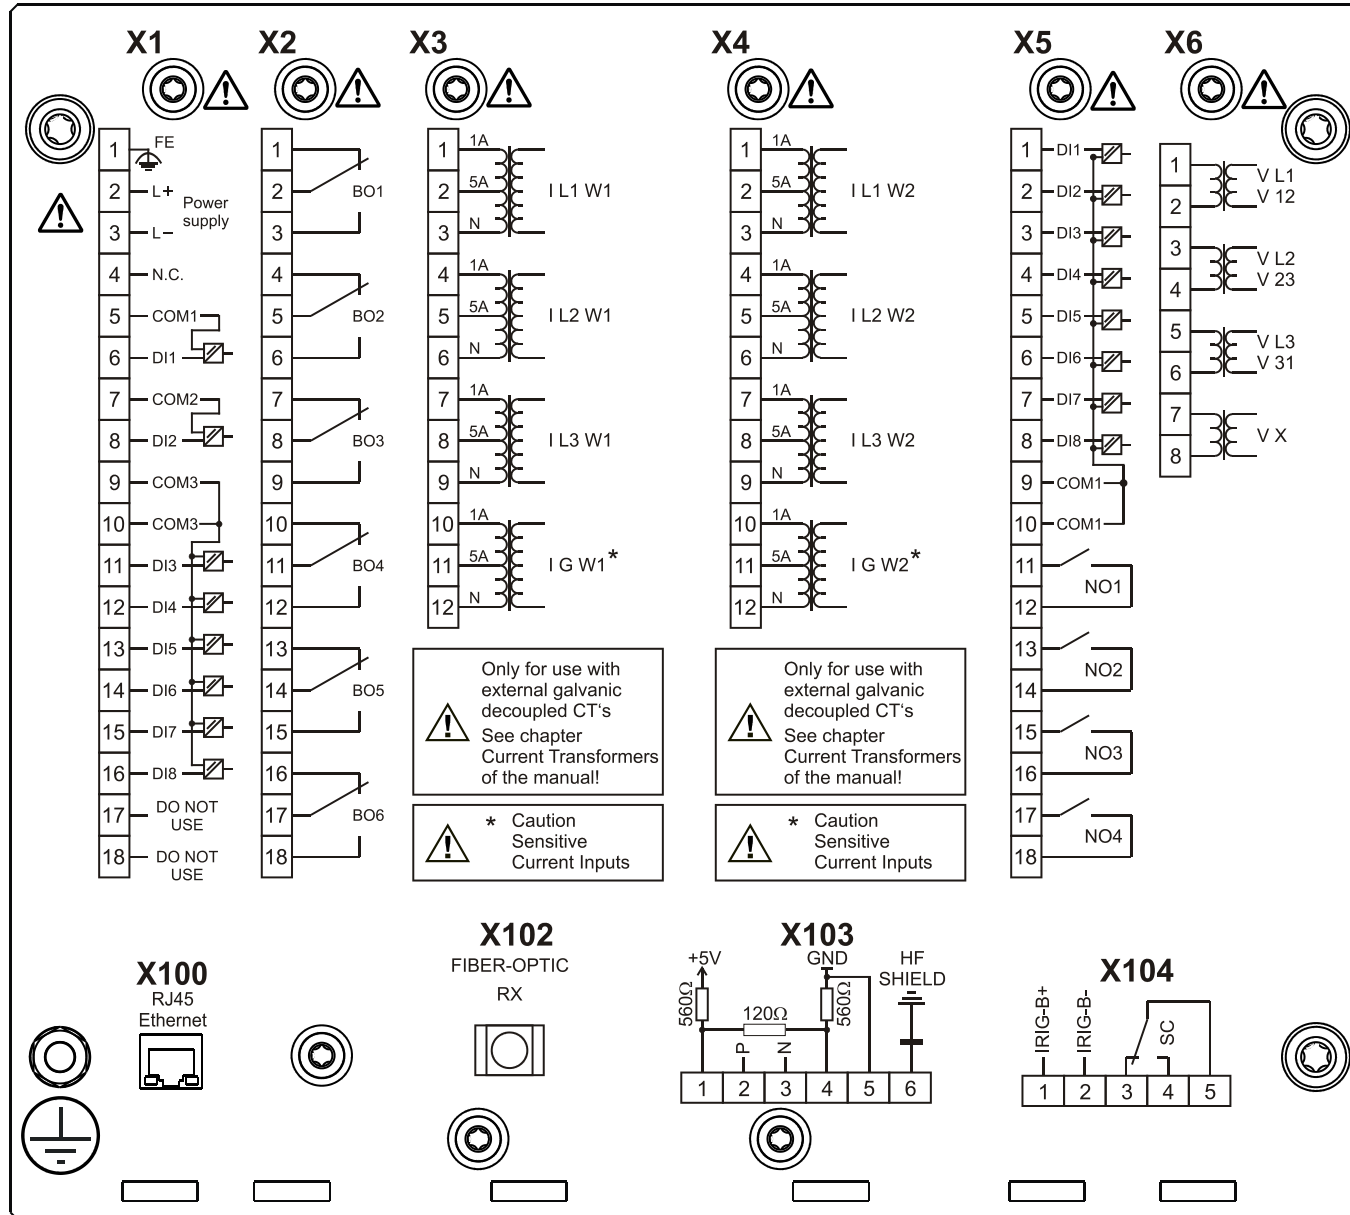 X1
1 FE
2 L+
Power
supply
3 L−
4 N.C.
5 COM1
6 DI1
7 COM2
8 DI2
9 COM3
10 COM3
11 DI3
12 DI4
13 DI5
14 DI6
15 DI7
16 DI8
17 DO NOT
USE
18 DO NOT
USE
X2
1
2 BO1
3
4
5 BO2
6
7
8 BO3
9
10
11 BO4
12
13
14 BO5
15
16
17 BO6
18
X3
1 1A
2 5A I L1 W1
3 N
4 1A
5 5A I L2 W1
6 N
7 1A
8 5A I L3 W1
9 N
10 1A
11 5A I G W1*
12 N
Only for use with
external galvanic
decoupled CT‘s
See chapter
Current Transformers
of the manual!
* Caution
Sensitive
Current Inputs
X4
1 1A
2 5A I L1 W2
3 N
4 1A
5 5A I L2 W2
6 N
7 1A
8 5A I L3 W2
9 N
10 1A
11 5A I G W2*
12 N
Only for use with
external galvanic
decoupled CT‘s
See chapter
Current Transformers
of the manual!
* Caution
Sensitive
Current Inputs
X5
1 DI1
2 DI2
3 DI3
4 DI4
5 DI5
6 DI6
7 DI7
8 DI8
9 COM1
10 COM1
11
NO1
12
13
NO2
14
15
NO3
16
17
NO4
18
X6
1 V L1
2 V 12
3 V L2
4 V 23
5 V L3
6 V 31
7
V X
8
X100
RJ45
Ethernet
X102
FIBER-OPTIC
RX
X103
+5V GND HF
SHIELD
560Ω 120Ω 560Ω
P N
1 2 3 4 5 6
X104
IRIG-B+ IRIG-B- SC
1 2 3 4 5